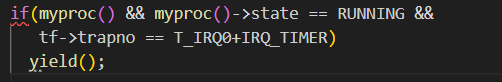 if(myproc() && myproc()->state == RUNNING &&
tf->trapno == T_IRQ0+IRQ_TIMER)
yield();